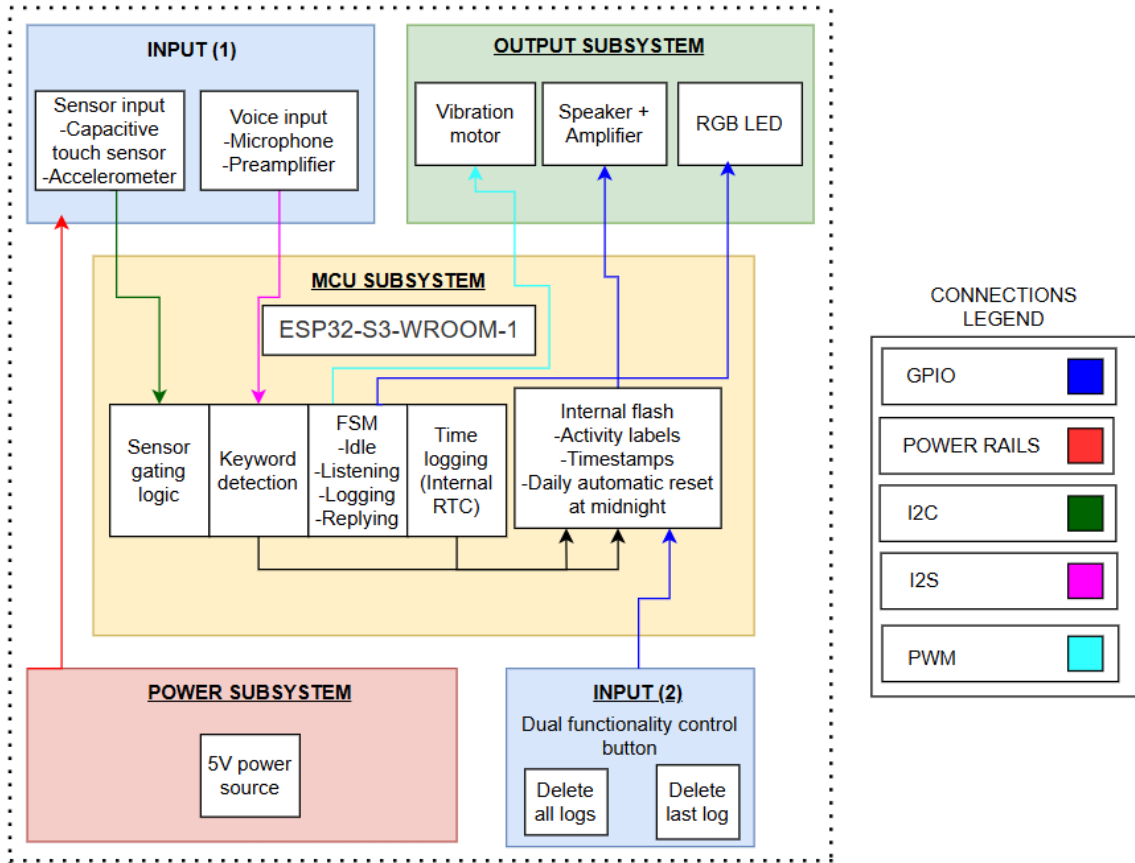 INPUT (1)
Sensor input
-Capacitive
touch sensor
-Accelerometer
Voice input
-Microphone
-Preamplifier
OUTPUT SUBSYSTEM
Vibration
motor
Speaker +
Amplifier
RGB LED
MCU SUBSYSTEM
ESP32-S3-WROOM-1
Sensor
gating
logic
Keyword
detection
FSM
-Idle
-Listening
-Logging
-Replying
Time
logging
(Internal
RTC)
Internal flash
-Activity labels
-Timestamps
-Daily automatic reset
at midnight
POWER SUBSYSTEM
5V power
source
INPUT (2)
Dual functionality control
button
Delete
all logs
Delete
last log
CONNECTIONS
LEGEND
GPIO
POWER RAILS
I2C
I2S
PWM